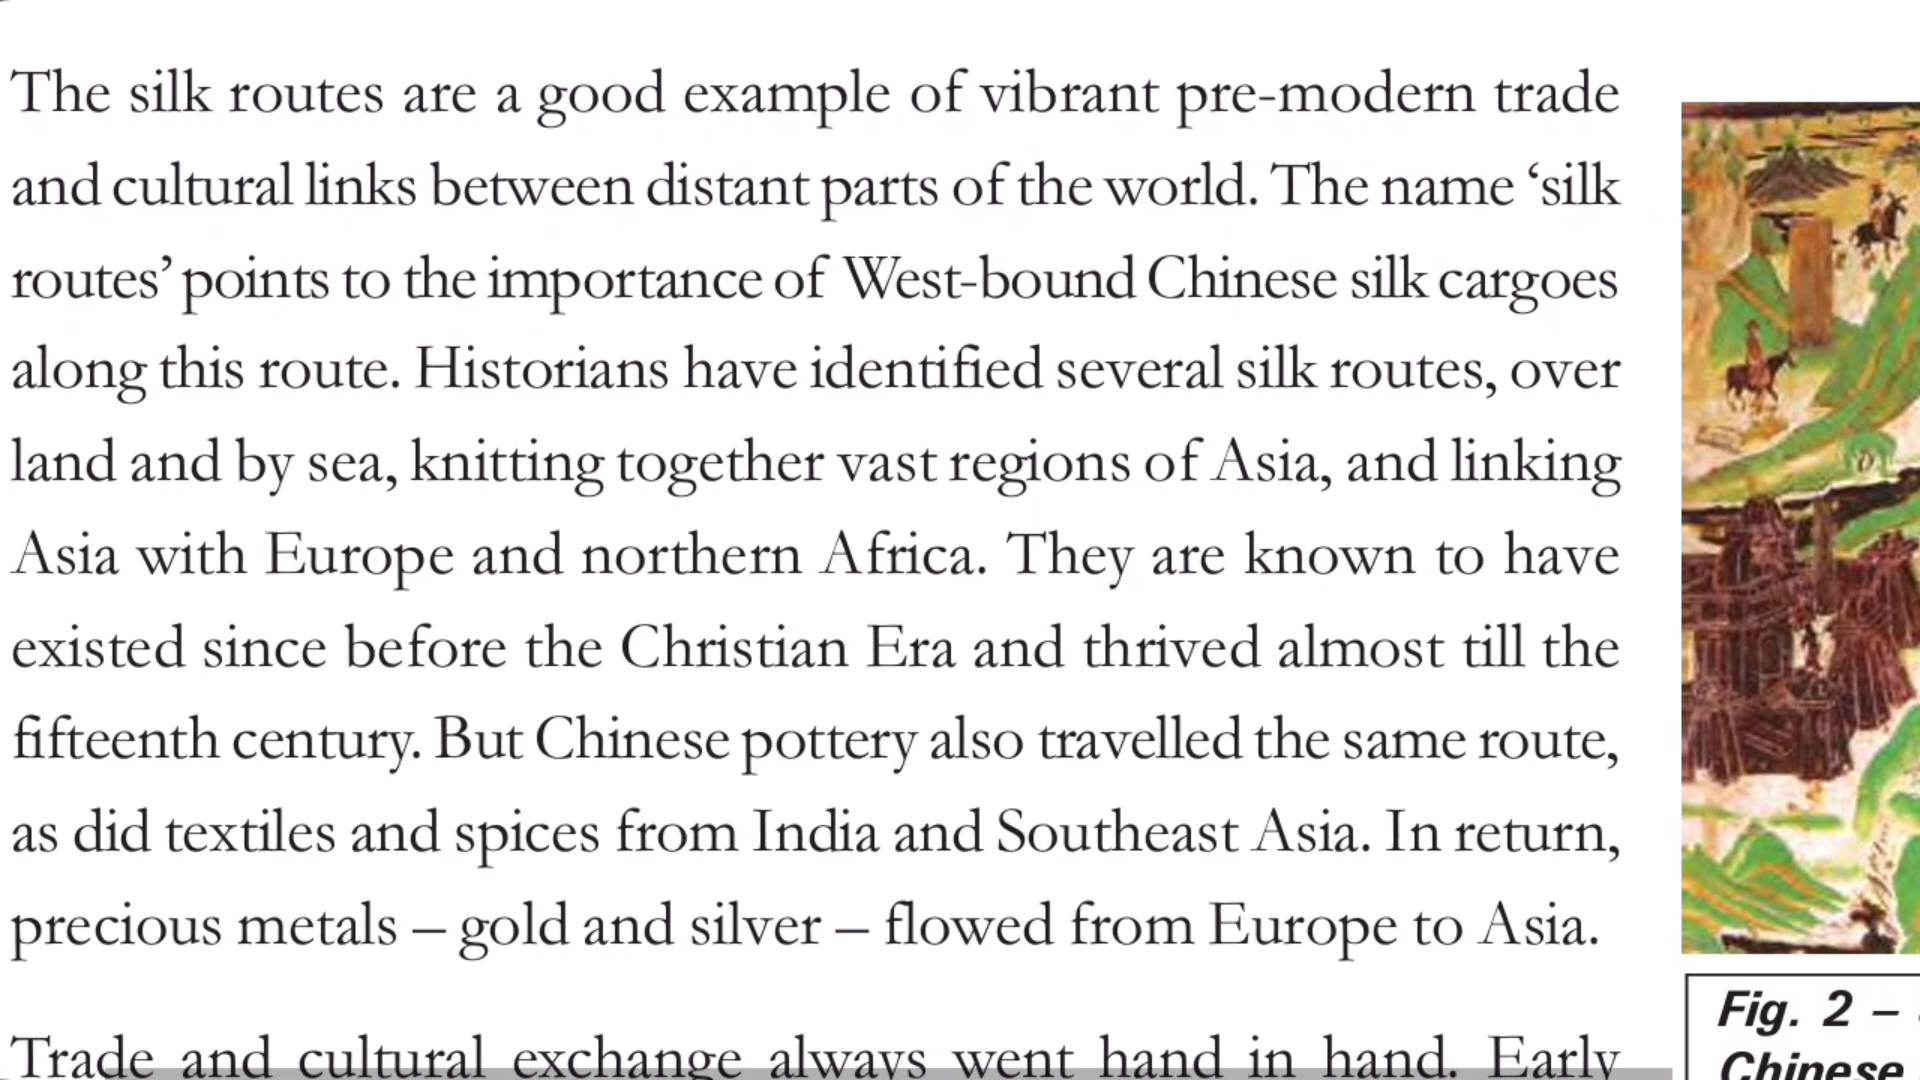 The silk routes are a good example of vibrant pre-modern trade
and cultural links between distant parts of the world. The name ‘silk
routes’ points to the importance of West-bound Chinese silk cargoes
along this route. Historians have identified several silk routes, over
land and by sea, knitting together vast regions of Asia, and linking
Asia with Europe and northern Africa. They are known to have
existed since before the Christian Era and thrived almost till the
fifteenth century. But Chinese pottery also travelled the same route,
as did textiles and spices from India and Southeast Asia. In return,
precious metals – gold and silver – flowed from Europe to Asia.
Trade and cultural exchange always went hand in hand. Early
Fig. 2 –
Chinese